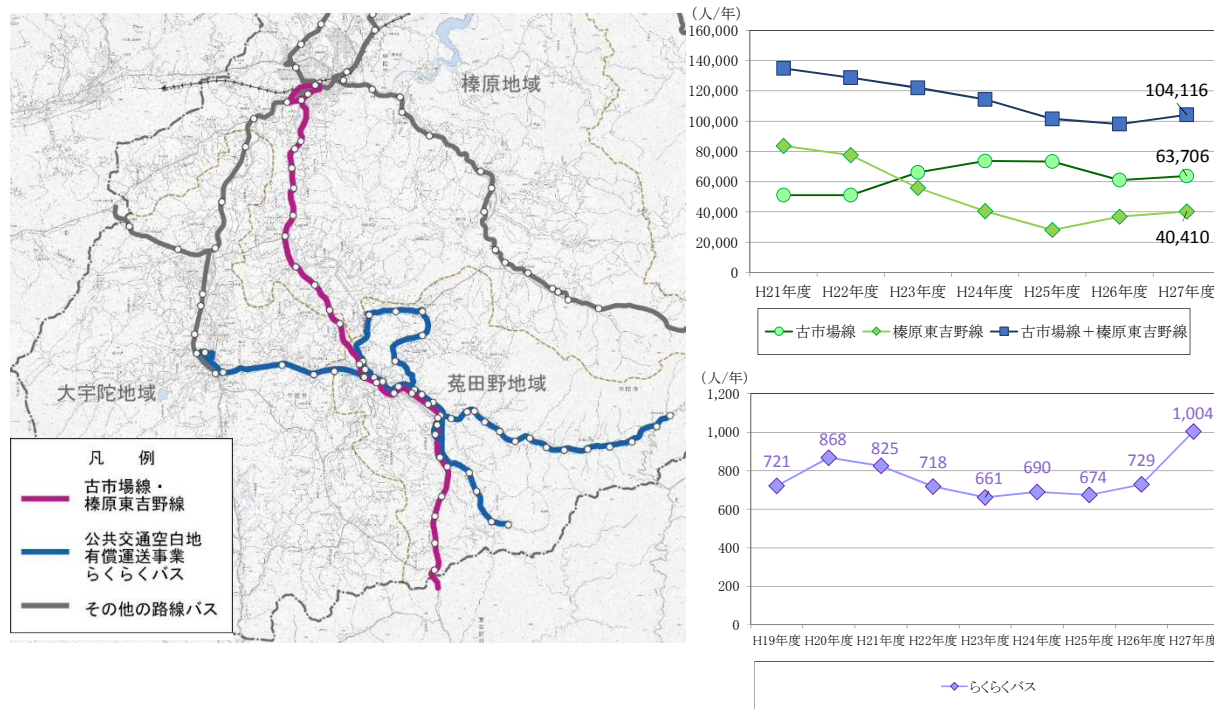 榛原地域
大宇陀地域
菟田野地域
凡 例
古市場線・
榛原東吉野線
公共交通空白地
有償運送事業
らくらくバス
その他の路線バス
(人/年)
160,000
140,000
120,000
100,000
80,000
60,000
40,000
20,000
0
104,116
63,706
40,410
H21年度 H22年度 H23年度 H24年度 H25年度 H26年度 H27年度
古市場線 榛原東吉野線 古市場線+榛原東吉野線
(人/年)
1,200
1,000
800
600
400
200
0
721 868 825 718 661 690 674 729 1,004
H19年度 H20年度 H21年度 H22年度 H23年度 H24年度 H25年度 H26年度 H27年度
らくらくバス